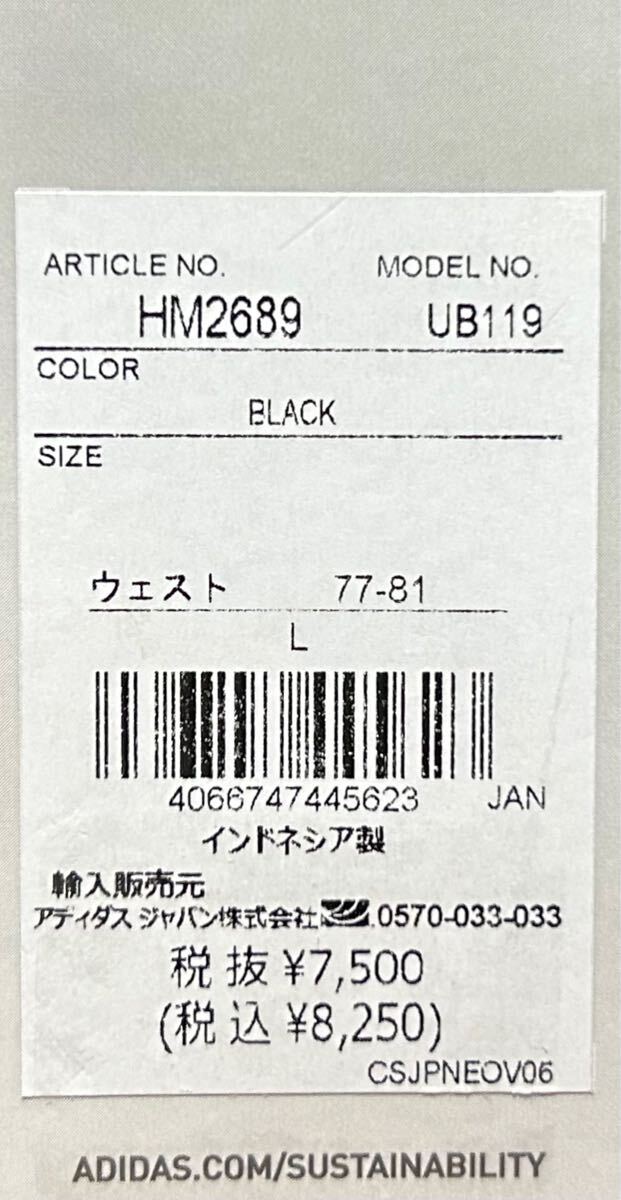 ARTICLE NO. MODEL NO.
HM2689 UB119
COLOR
BLACK
SIZE
ウェスト 77-81
L
4066747445623 JAN
インドネシア製
輸入販売元
アディダス ジャパン株式会社 0570-033-033
税抜 ¥7,500
(税込 ¥8,250)
CSJPNEOV06
ADIDAS.COM/SUSTAINABILITY